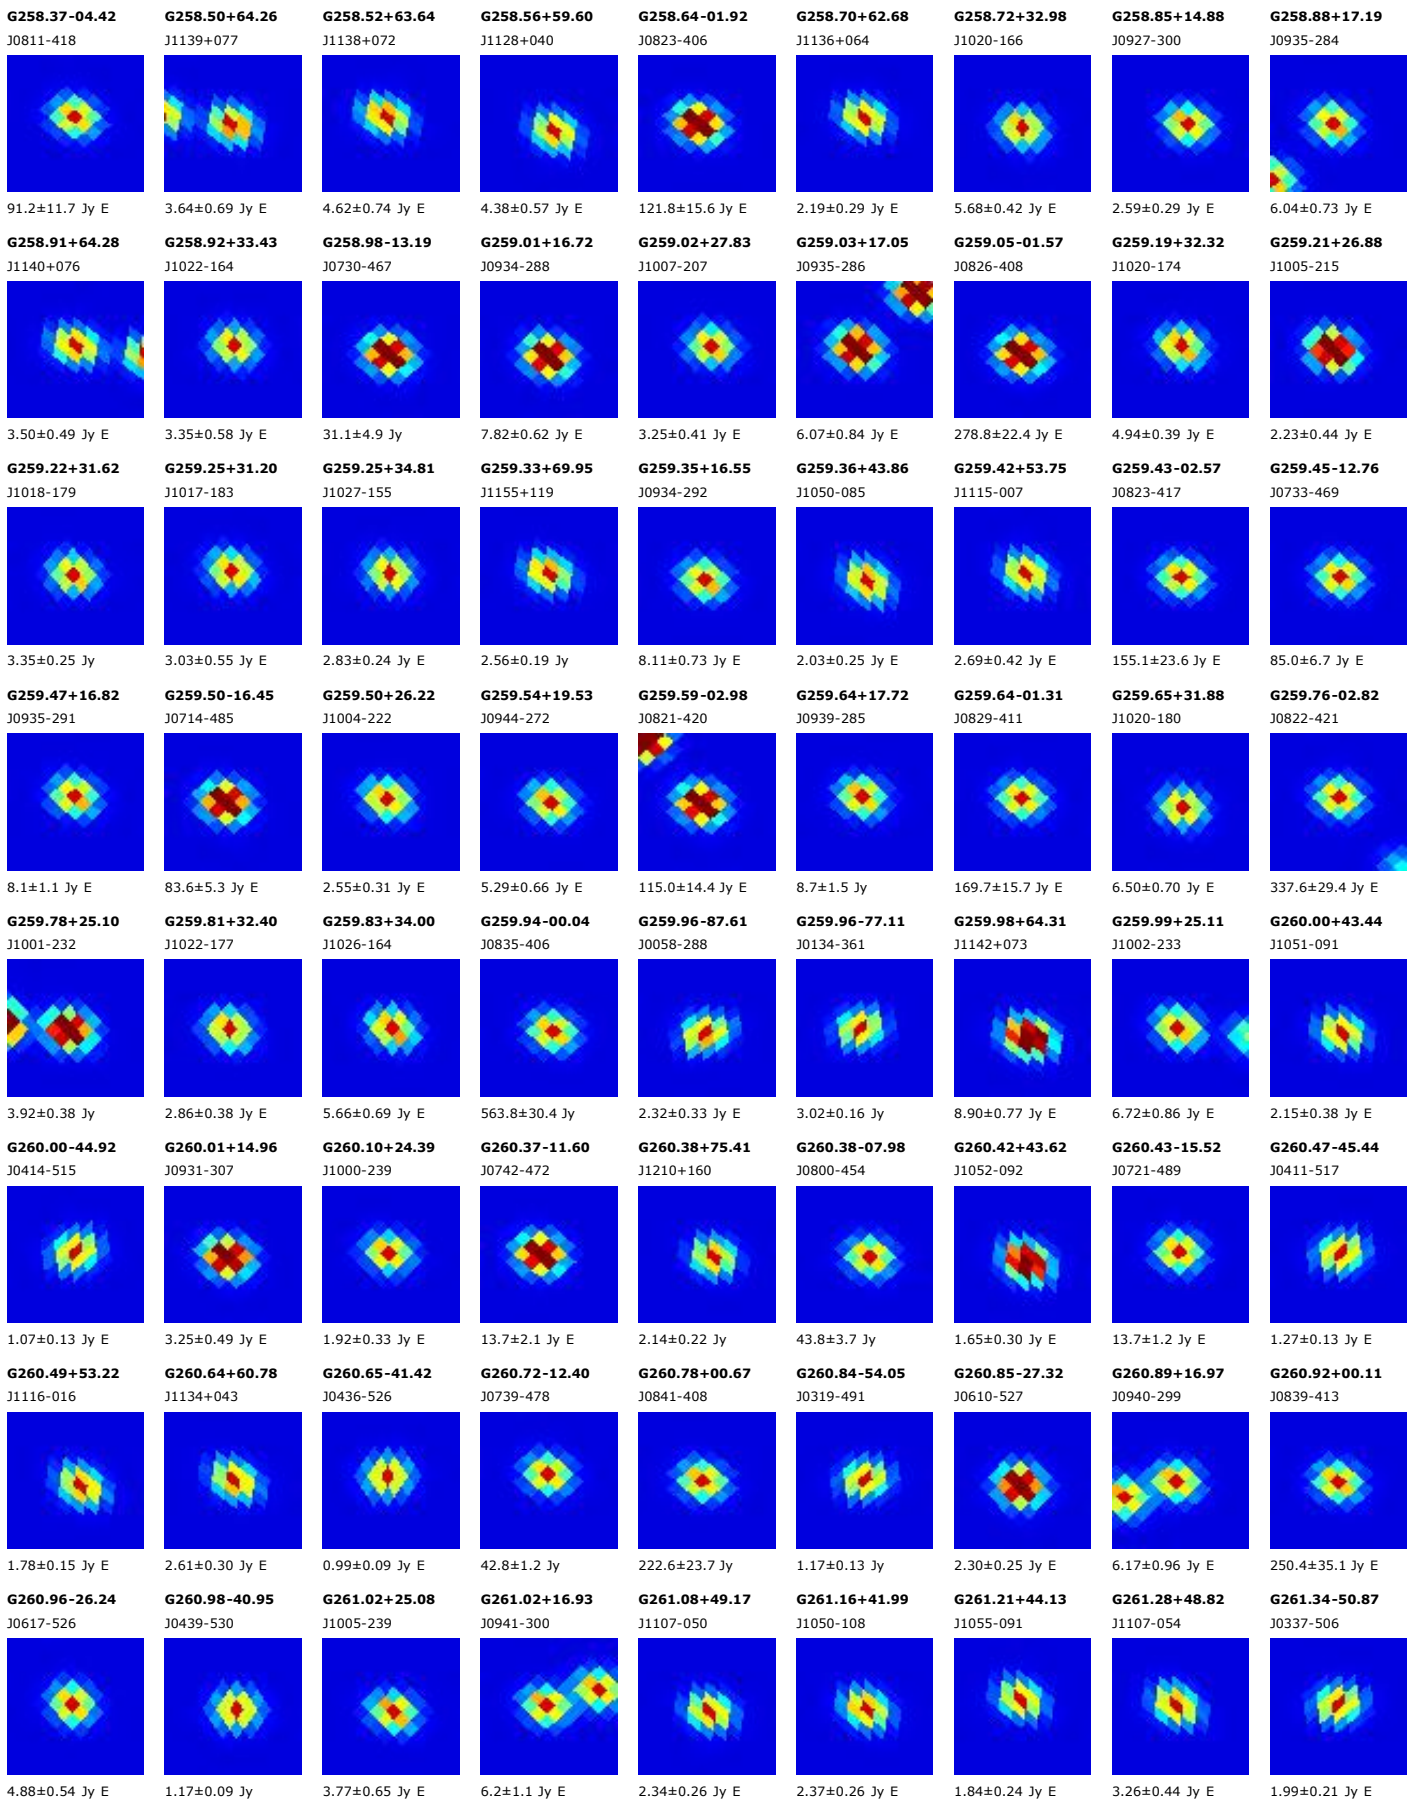 G258.37-04.42 G258.50+64.26 G258.52+63.64 G258.56+59.60 G258.64-01.92 G258.70+62.68 G258.72+32.98 G258.85+14.88 G258.88+17.19
J0811-418 J1139+077 J1138+072 J1128+040 J0823-406 J1136+064 J1020-166 J0927-300 J0935-284
91.2±11.7 Jy E 3.64±0.69 Jy E 4.62±0.74 Jy E 4.38±0.57 Jy E 121.8±15.6 Jy E 2.19±0.29 Jy E 5.68±0.42 Jy E 2.59±0.29 Jy E 6.04±0.73 Jy E
G258.91+64.28 G258.92+33.43 G258.98-13.19 G259.01+16.72 G259.02+27.83 G259.03+17.05 G259.05-01.57 G259.19+32.32 G259.21+26.88
J1140+076 J1022-164 J0730-467 J0934-288 J1007-207 J0935-286 J0826-408 J1020-174 J1005-215
3.50±0.49 Jy E 3.35±0.58 Jy E 31.1±4.9 Jy 7.82±0.62 Jy E 3.25±0.41 Jy E 6.07±0.84 Jy E 278.8±22.4 Jy E 4.94±0.39 Jy E 2.23±0.44 Jy E
G259.22+31.62 G259.25+31.20 G259.25+34.81 G259.33+69.95 G259.35+16.55 G259.36+43.86 G259.42+53.75 G259.43-02.57 G259.45-12.76
J1018-179 J1017-183 J1027-155 J1155+119 J0934-292 J1050-085 J1115-007 J0823-417 J0733-469
3.35±0.25 Jy 3.03±0.55 Jy E 2.83±0.24 Jy E 2.56±0.19 Jy 8.11±0.73 Jy E 2.03±0.25 Jy E 2.69±0.42 Jy E 155.1±23.6 Jy E 85.0±6.7 Jy E
G259.47+16.82 G259.50-16.45 G259.50+26.22 G259.54+19.53 G259.59-02.98 G259.64+17.72 G259.64-01.31 G259.65+31.88 G259.76-02.82
J0935-291 J0714-485 J1004-222 J0944-272 J0821-420 J0939-285 J0829-411 J1020-180 J0822-421
8.1±1.1 Jy E 83.6±5.3 Jy E 2.55±0.31 Jy E 5.29±0.66 Jy E 115.0±14.4 Jy E 8.7±1.5 Jy 169.7±15.7 Jy E 6.50±0.70 Jy E 337.6±29.4 Jy E
G259.78+25.10 G259.81+32.40 G259.83+34.00 G259.94-00.04 G259.96-87.61 G259.96-77.11 G259.98+64.31 G259.99+25.11 G260.00+43.44
J1001-232 J1022-177 J1026-164 J0835-406 J0058-288 J0134-361 J1142+073 J1002-233 J1051-091
3.92±0.38 Jy 2.86±0.38 Jy E 5.66±0.69 Jy E 563.8±30.4 Jy 2.32±0.33 Jy E 3.02±0.16 Jy 8.90±0.77 Jy E 6.72±0.86 Jy E 2.15±0.38 Jy E
G260.00-44.92 G260.01+14.96 G260.10+24.39 G260.37-11.60 G260.38+75.41 G260.38-07.98 G260.42+43.62 G260.43-15.52 G260.47-45.44
J0414-515 J0931-307 J1000-239 J0742-472 J1210+160 J0800-454 J1052-092 J0721-489 J0411-517
1.07±0.13 Jy E 3.25±0.49 Jy E 1.92±0.33 Jy E 13.7±2.1 Jy E 2.14±0.22 Jy 43.8±3.7 Jy 1.65±0.30 Jy E 13.7±1.2 Jy E 1.27±0.13 Jy E
G260.49+53.22 G260.64+60.78 G260.65-41.42 G260.72-12.40 G260.78+00.67 G260.84-54.05 G260.85-27.32 G260.89+16.97 G260.92+00.11
J1116-016 J1134+043 J0436-526 J0739-478 J0841-408 J0319-491 J0610-527 J0940-299 J0839-413
1.78±0.15 Jy E 2.61±0.30 Jy E 0.99±0.09 Jy E 42.8±1.2 Jy 222.6±23.7 Jy 1.17±0.13 Jy 2.30±0.25 Jy E 6.17±0.96 Jy E 250.4±35.1 Jy E
G260.96-26.24 G260.98-40.95 G261.02+25.08 G261.02+16.93 G261.08+49.17 G261.16+41.99 G261.21+44.13 G261.28+48.82 G261.34-50.87
J0617-526 J0439-530 J1005-239 J0941-300 J1107-050 J1050-108 J1055-091 J1107-054 J0337-506
4.88±0.54 Jy E 1.17±0.09 Jy 3.77±0.65 Jy E 6.2±1.1 Jy E 2.34±0.26 Jy E 2.37±0.26 Jy E 1.84±0.24 Jy E 3.26±0.44 Jy E 1.99±0.21 Jy E